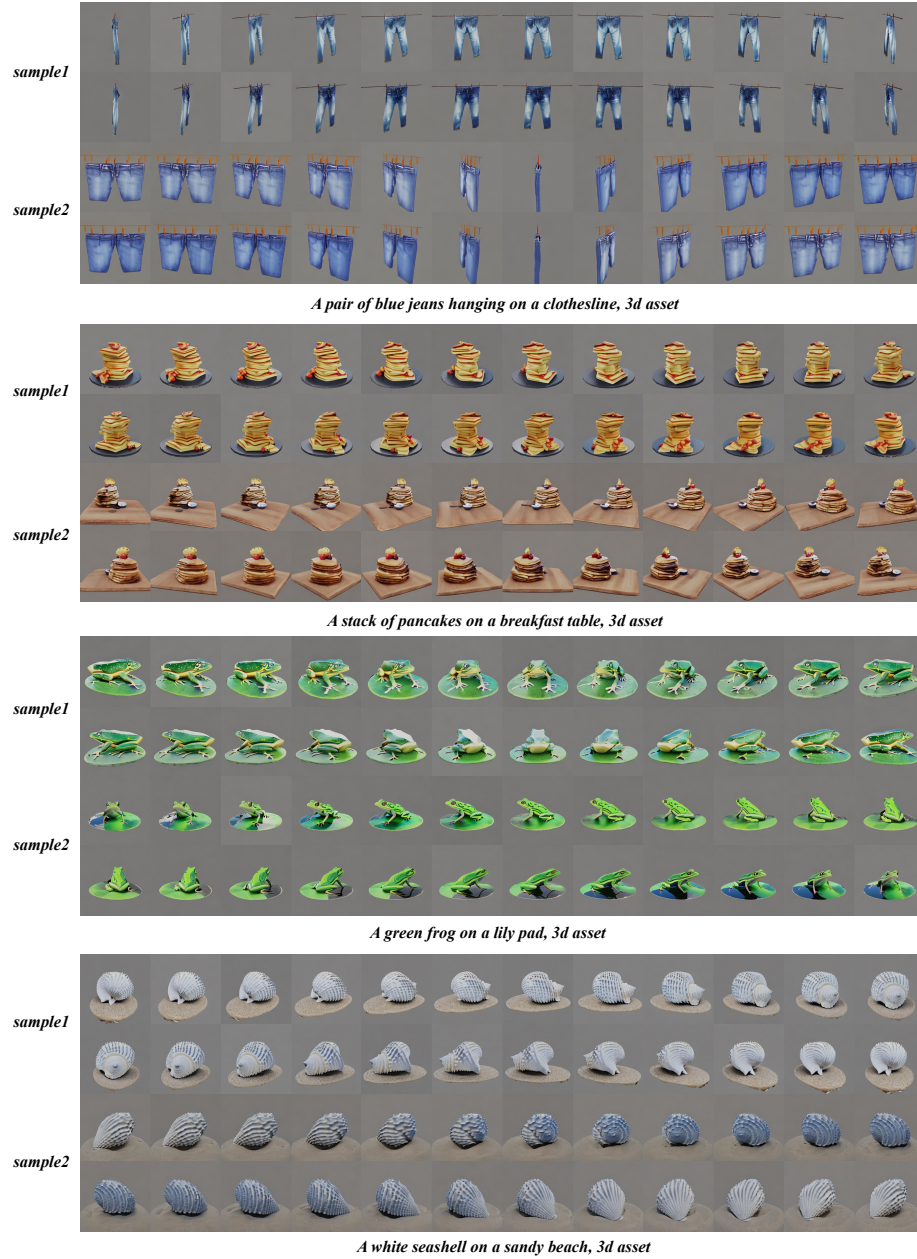 sample1
sample2
A pair of blue jeans hanging on a clothesline, 3d asset
sample1
sample2
A stack of pancakes on a breakfast table, 3d asset
sample1
sample2
A green frog on a lily pad, 3d asset
sample1
sample2
A white seashell on a sandy beach, 3d asset